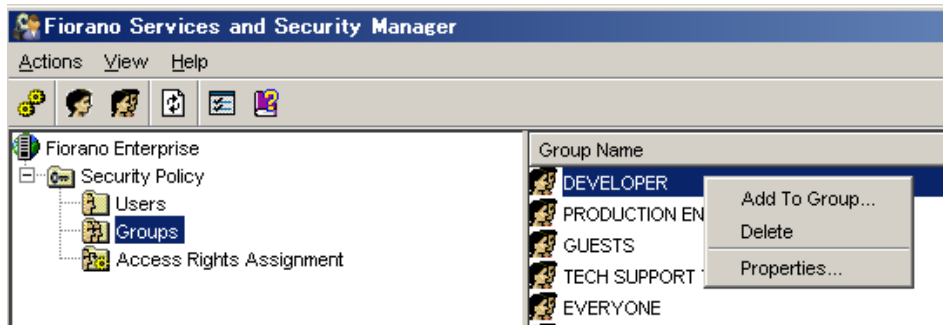 Fiorano Services and Security Manager
Actions View Help
Fiorano Enterprise
Security Policy
Users
Groups
Access Rights Assignment
Group Name
DEVELOPER
PRODUCTION EN
GUESTS
TECH SUPPORT
EVERYONE
Add To Group...
Delete
Properties...